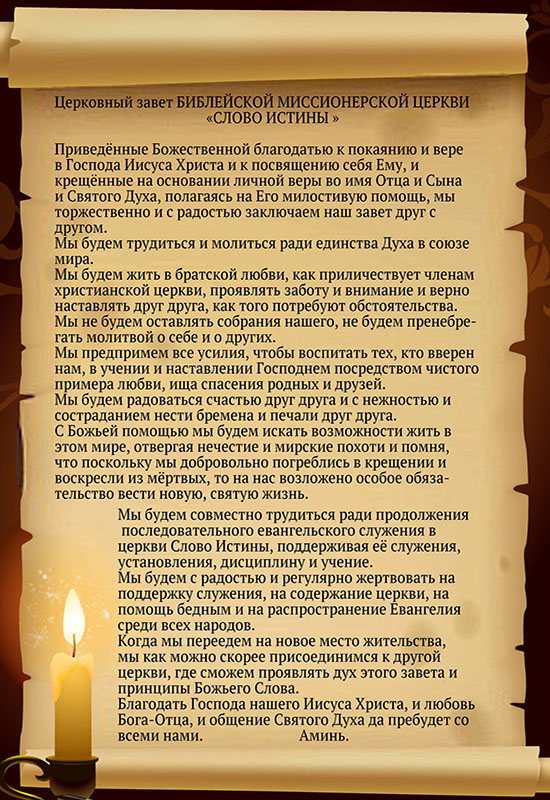 Церковный завет БИБЛЕЙСКОЙ МИССИОНЕРСКОЙ ЦЕРКВИ
«СЛОВО ИСТИНЫ »
Приведённые Божественной благодатью к покаянию и вере
в Господа Иисуса Христа и к посвящению себя Ему, и
крещённые на основании личной веры во имя Отца и Сына
и Святого Духа, полагаясь на Его милостивую помощь, мы
торжественно и с радостью заключаем наш завет друг с
другом.
Мы будем трудиться и молиться ради единства Духа в союзе
мира.
Мы будем жить в братской любви, как приличествует членам
христианской церкви, проявлять заботу и внимание и верно
наставлять друг друга, как того потребуют обстоятельства.
Мы не будем оставлять собрания нашего, не будем пренебре-
гать молитвой о себе и о других.
Мы предпримем все усилия, чтобы воспитать тех, кто вверен
нам, в учении и наставлении Господнем посредством чистого
примера любви, ища спасения родных и друзей.
Мы будем радоваться счастью друг друга и с нежностью и
состраданием нести бремена и печали друг друга.
С Божьей помощью мы будем искать возможности жить в
этом мире, отвергая нечестие и мирские похоти и помня,
что поскольку мы добровольно погреблись в крещении и
воскресли из мёртвых, то на нас возложено особое обяза-
тельство вести новую, святую жизнь.
Мы будем совместно трудиться ради продолжения
последовательного евангельского служения в
церкви Слово Истины, поддерживая её служения,
установления, дисциплину и учение.
Мы будем с радостью и регулярно жертвовать на
поддержку служения, на содержание церкви, на
помощь бедным и на распространение Евангелия
среди всех народов.
Когда мы переедем на новое место жительства,
мы как можно скорее присоединимся к другой
церкви, где сможем проявлять дух этого завета и
принципы Божьего Слова.
Благодать Господа нашего Иисуса Христа, и любовь
Бога-Отца, и общение Святого Духа да пребудет со
всеми нами. Аминь.